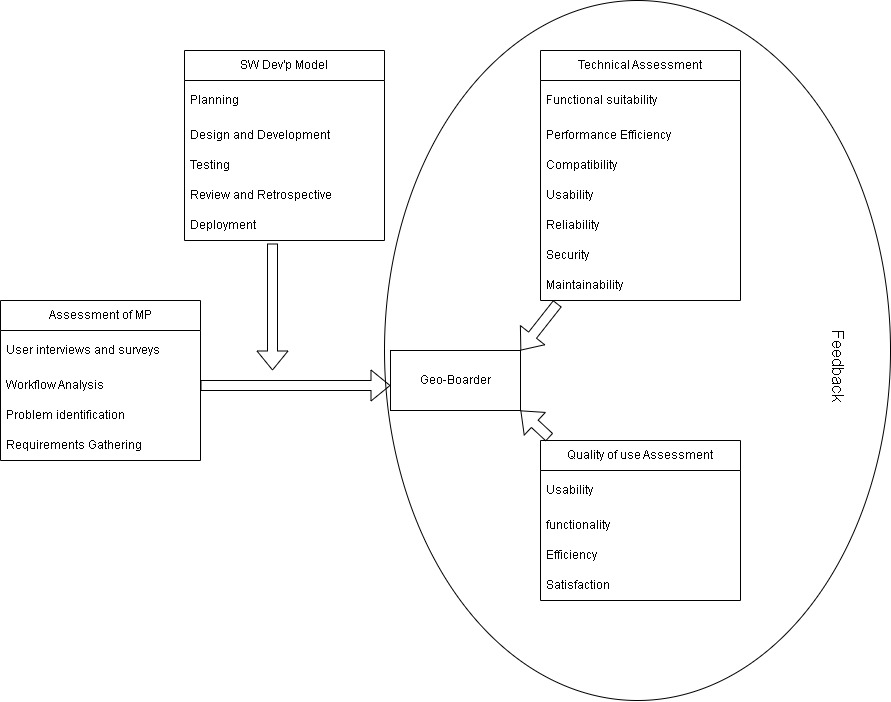 SW Dev'p Model
Planning
Design and Development
Testing
Review and Retrospective
Deployment
Technical Assessment
Functional suitability
Performance Efficiency
Compatibility
Usability
Reliability
Security
Maintainability
Assessment of MP
User interviews and surveys
Workflow Analysis
Problem identification
Requirements Gathering
Geo-Boarder
Feedback
Quality of use Assessment
Usability
functionality
Efficiency
Satisfaction